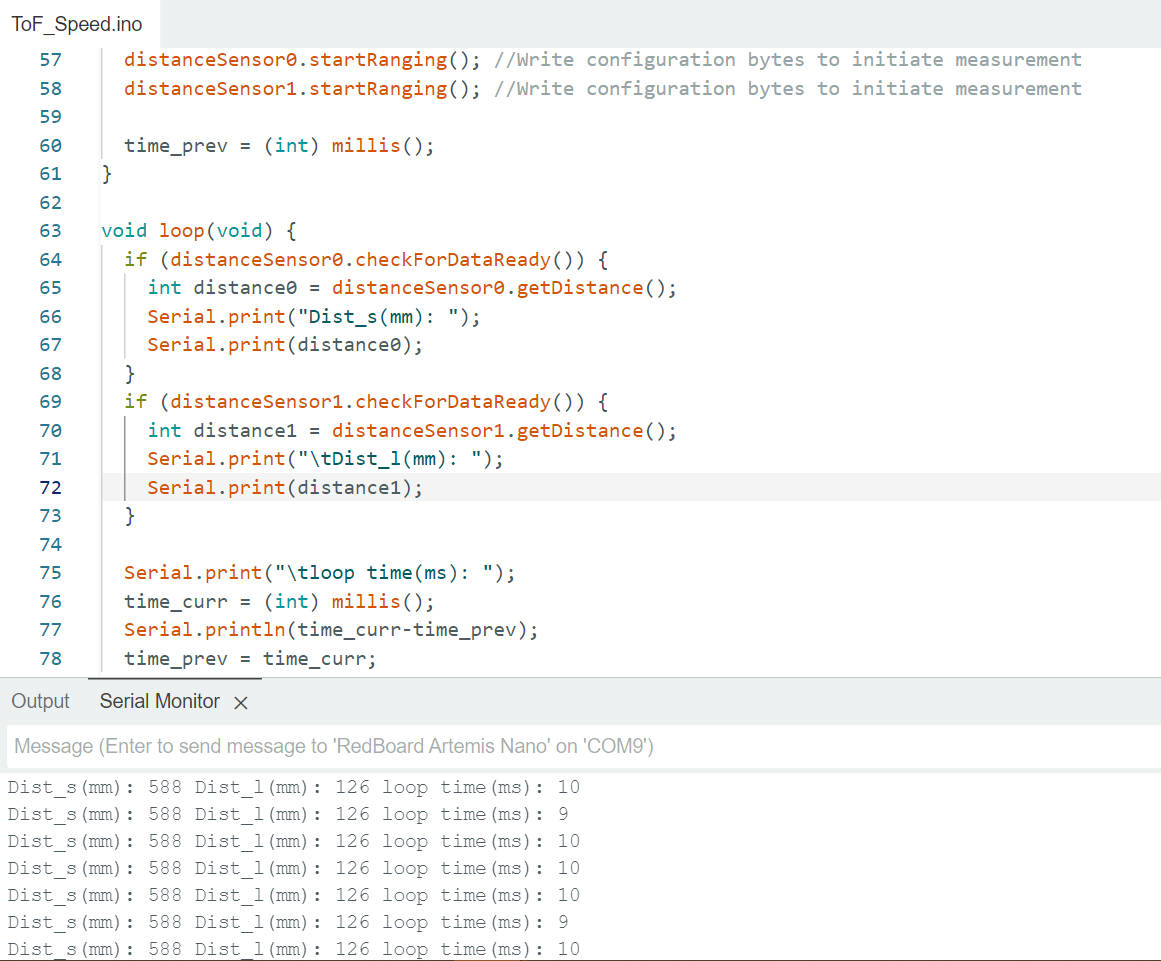 ToF_Speed.ino
57 distanceSensor0.startRanging(); //Write configuration bytes to initiate measurement
58 distanceSensor1.startRanging(); //Write configuration bytes to initiate measurement
59
60 time_prev = (int) millis();
61 }
62
63 void loop(void) {
64 if (distanceSensor0.checkForDataReady()) {
65 int distance0 = distanceSensor0.getDistance();
66 Serial.print("Dist_s(mm): ");
67 Serial.print(distance0);
68 }
69 if (distanceSensor1.checkForDataReady()) {
70 int distance1 = distanceSensor1.getDistance();
71 Serial.print("\tDist_l(mm): ");
72 Serial.print(distance1);
73 }
74
75 Serial.print("\tloop time(ms): ");
76 time_curr = (int) millis();
77 Serial.println(time_curr-time_prev);
78 time_prev = time_curr;
Output Serial Monitor
Message (Enter to send message to 'RedBoard Artemis Nano' on 'COM9')
Dist_s(mm): 588 Dist_l(mm): 126 loop time(ms): 10
Dist_s(mm): 588 Dist_l(mm): 126 loop time(ms): 9
Dist_s(mm): 588 Dist_l(mm): 126 loop time(ms): 10
Dist_s(mm): 588 Dist_l(mm): 126 loop time(ms): 10
Dist_s(mm): 588 Dist_l(mm): 126 loop time(ms): 10
Dist_s(mm): 588 Dist_l(mm): 126 loop time(ms): 9
Dist_s(mm): 588 Dist_l(mm): 126 loop time(ms): 10